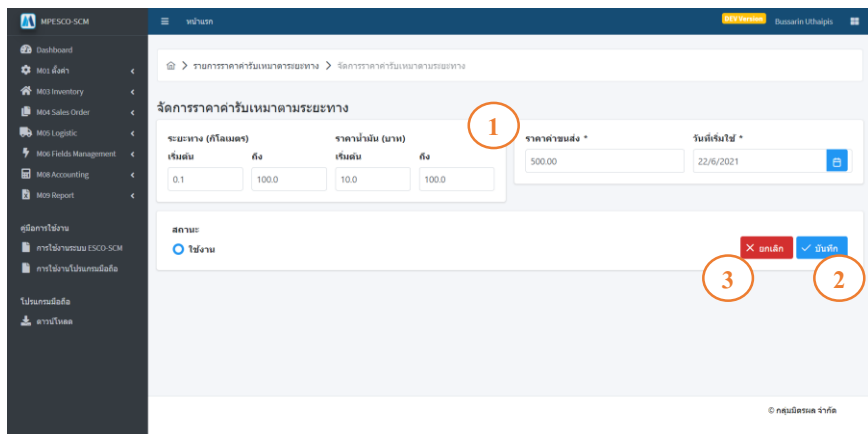 MPESCO-SCM
หน้าแรก
DEV Version
Bussarin Uthaipis
Dashboard
M01 ตั้งค่า
M03 Inventory
M04 Sales Order
M05 Logistic
M06 Fields Management
M08 Accounting
M09 Report
คู่มือการใช้งาน
การใช้งานระบบ ESCO-SCM
การใช้งานโปรแกรมมือถือ
โปรแกรมมือถือ
ดาวน์โหลด
รายการราคาค่ารับเหมาตาระยะทาง
จัดการราคาค่ารับเหมาตามระยะทาง
จัดการราคาค่ารับเหมาตามระยะทาง
ระยะทาง (กิโลเมตร)
ราคาน้ำมัน (บาท)
เริ่มต้น
ถึง
เริ่มต้น
ถึง
0.1
100.0
10.0
100.0
1
ราคาค่าขนส่ง *
วันที่เริ่มใช้ *
500.00
22/6/2021
สถานะ
ใช้งาน
ยกเลิก
บันทึก
3
2
© กลุ่มมิตรผล จำกัด